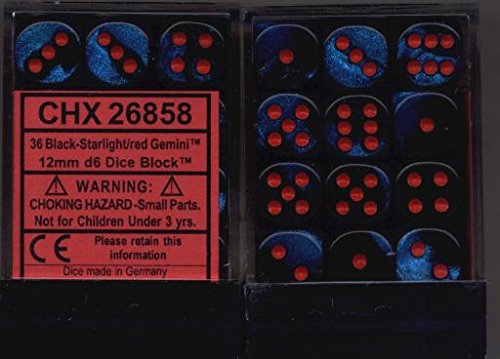 CHX 26858
36 Black-Starlight/red Gemini™
12mm d6 Dice Block™
WARNING:
CHOKING HAZARD-Small Parts.
Not for Children Under 3 yrs.
CE Please retain this
information
Dice made in Germany